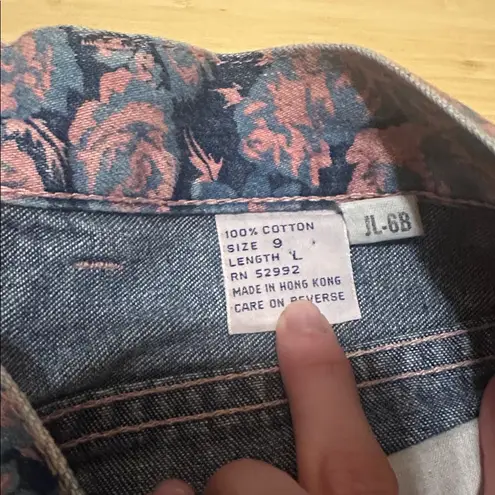 100% COTTON
SIZE 9
LENGTH L
RN 52992
MADE IN HONG KONG
CARE ON REVERSE
JL-6B